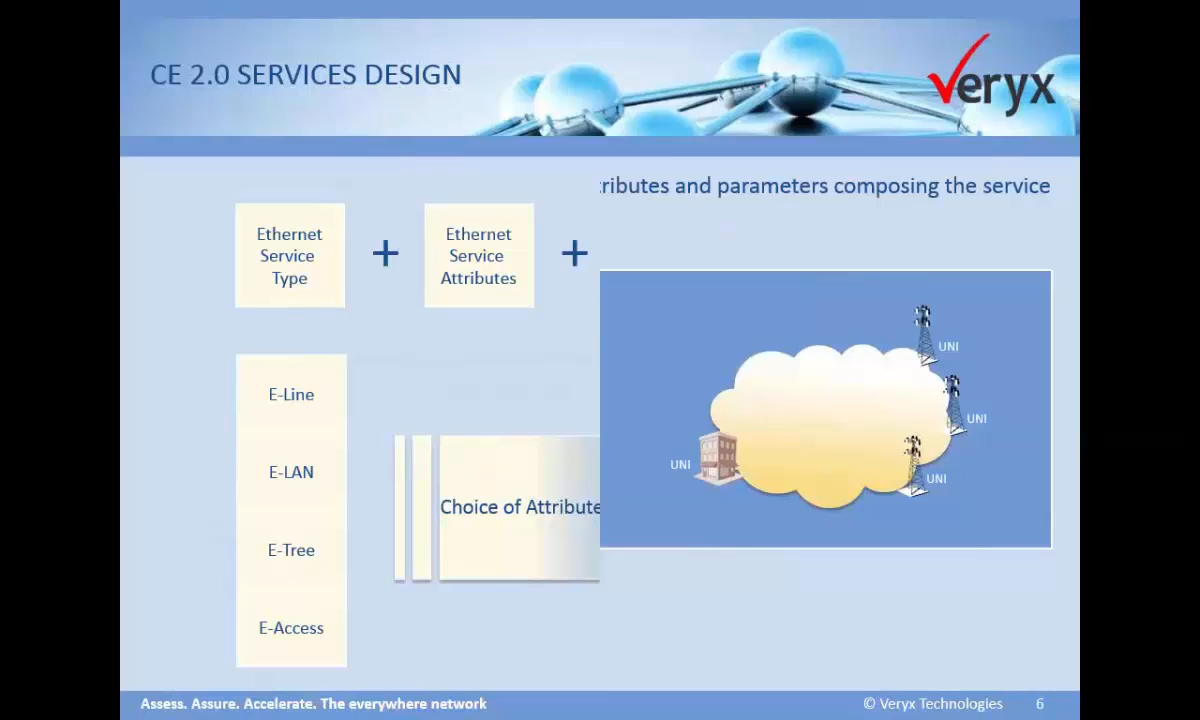 CE 2.0 SERVICES DESIGN
Veryx
ributes and parameters composing the service
Ethernet
Service
Type
+
Ethernet
Service
Attributes
+
UNI
UNI
UNI
UNI
E-Line
E-LAN
E-Tree
E-Access
Choice of Attribute
Assess. Assure. Accelerate. The everywhere network
© Veryx Technologies
6